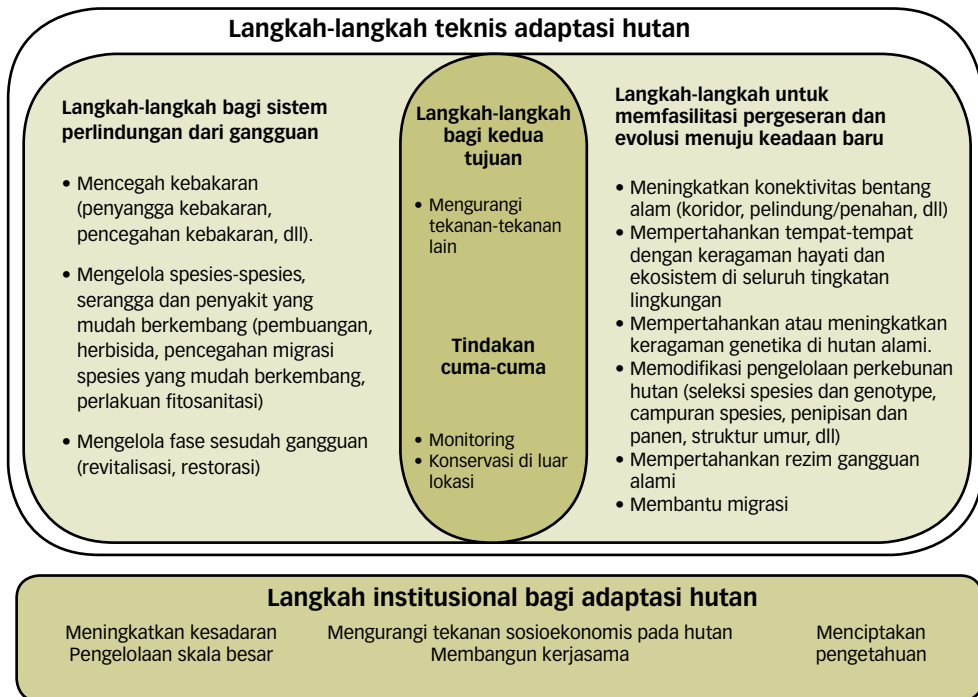 Langkah-langkah teknis adaptasi hutan
Langkah-langkah bagi sistem
perlindungan dari gangguan
• Mencegah kebakaran
(penyangga kebakaran,
pencegahan kebakaran, dll).
• Mengelola spesies-spesies,
serangga dan penyakit yang
mudah berkembang (pembuangan,
herbisida, pencegahan migrasi
spesies yang mudah berkembang,
perlakuan fitosanitasi)
• Mengelola fase sesudah gangguan
(revitalisasi, restorasi)
Langkah-langkah
bagi kedua
tujuan
• Mengurangi
tekanan-tekanan
lain
Tindakan
cuma-cuma
• Monitoring
• Konservasi di luar
lokasi
Langkah-langkah untuk
memfasilitasi pergeseran dan
evolusi menuju keadaan baru
• Meningkatkan konektivitas bentang
alam (koridor, pelindung/penahan, dll)
• Mempertahankan tempat-tempat
dengan keragaman hayati dan
ekosistem di seluruh tingkatan
lingkungan
• Mempertahankan atau meningkatkan
keragaman genetika di hutan alami.
• Memodifikasi pengelolaan perkebunan
hutan (seleksi spesies dan genotype,
campuran spesies, penipisan dan
panen, struktur umur, dll)
• Mempertahankan rezim gangguan
alami
• Membantu migrasi
Langkah institusional bagi adaptasi hutan
Meningkatkan kesadaran
Pengelolaan skala besar
Mengurangi tekanan sosioekonomis pada hutan
Membangun kerjasama
Menciptakan
pengetahuan